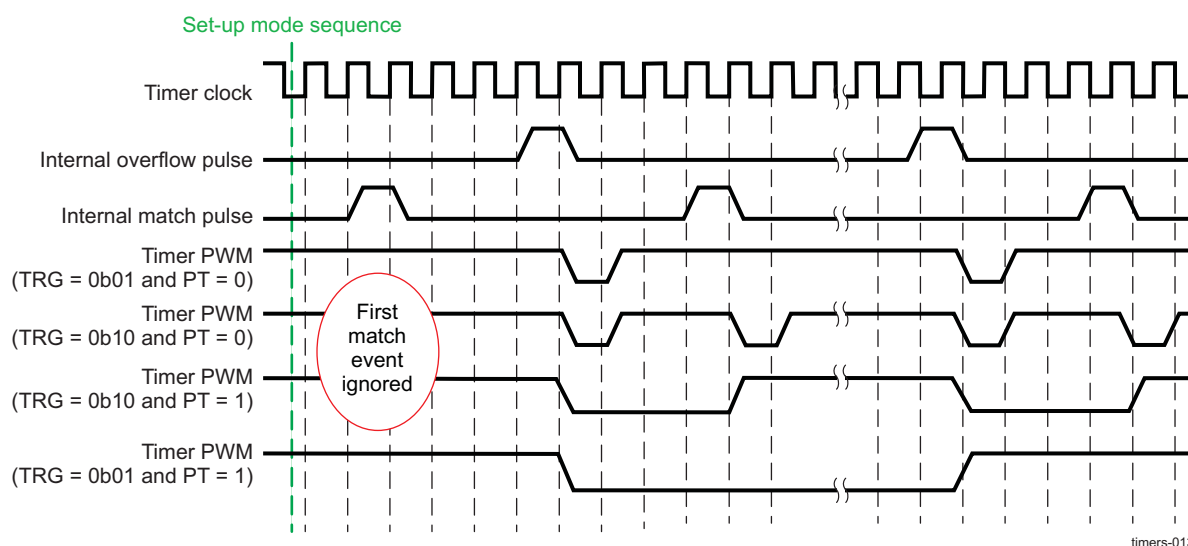 Set-up mode sequence
Timer clock
Internal overflow pulse
Internal match pulse
Timer PWM
(TRG = 0b01 and PT = 0)
Timer PWM
(TRG = 0b10 and PT = 0)
Timer PWM
(TRG = 0b10 and PT = 1)
Timer PWM
(TRG = 0b01 and PT = 1)
First
match
event
ignored